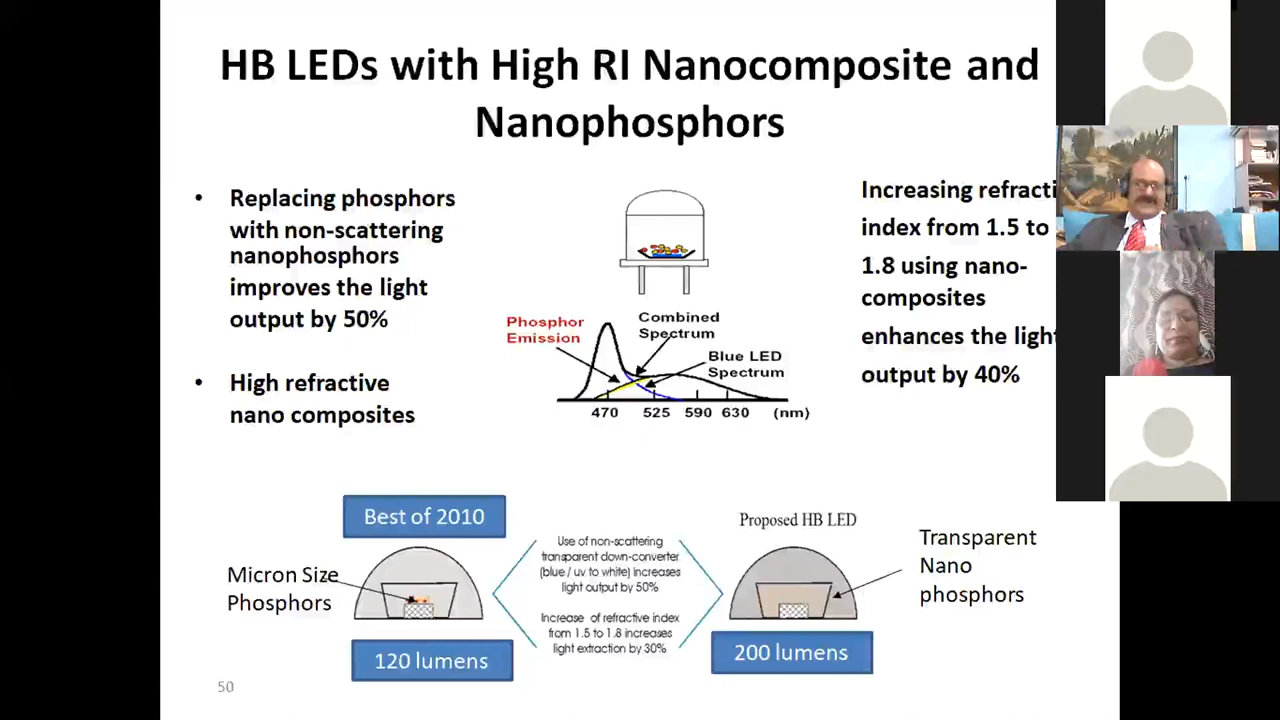 HB LEDs with High RI Nanocomposite and
Nanophosphors
• Replacing phosphors
with non-scattering
nanophosphors
improves the light
output by 50%
• High refractive
nano composites
Phosphor
Emission
Combined
Spectrum
Blue LED
Spectrum
470 525 590 630 (nm)
Increasing refracti
index from 1.5 to
1.8 using nano-
composites
enhances the light
output by 40%
Best of 2010
Micron Size
Phosphors
120 lumens
Use of non-scattering
transparent down-converter
(blue / uv to white) increases
light output by 50%
Increase of refractive index
from 1.5 to 1.8 increases
light extraction by 30%
Proposed HB LED
Transparent
Nano
phosphors
200 lumens
50